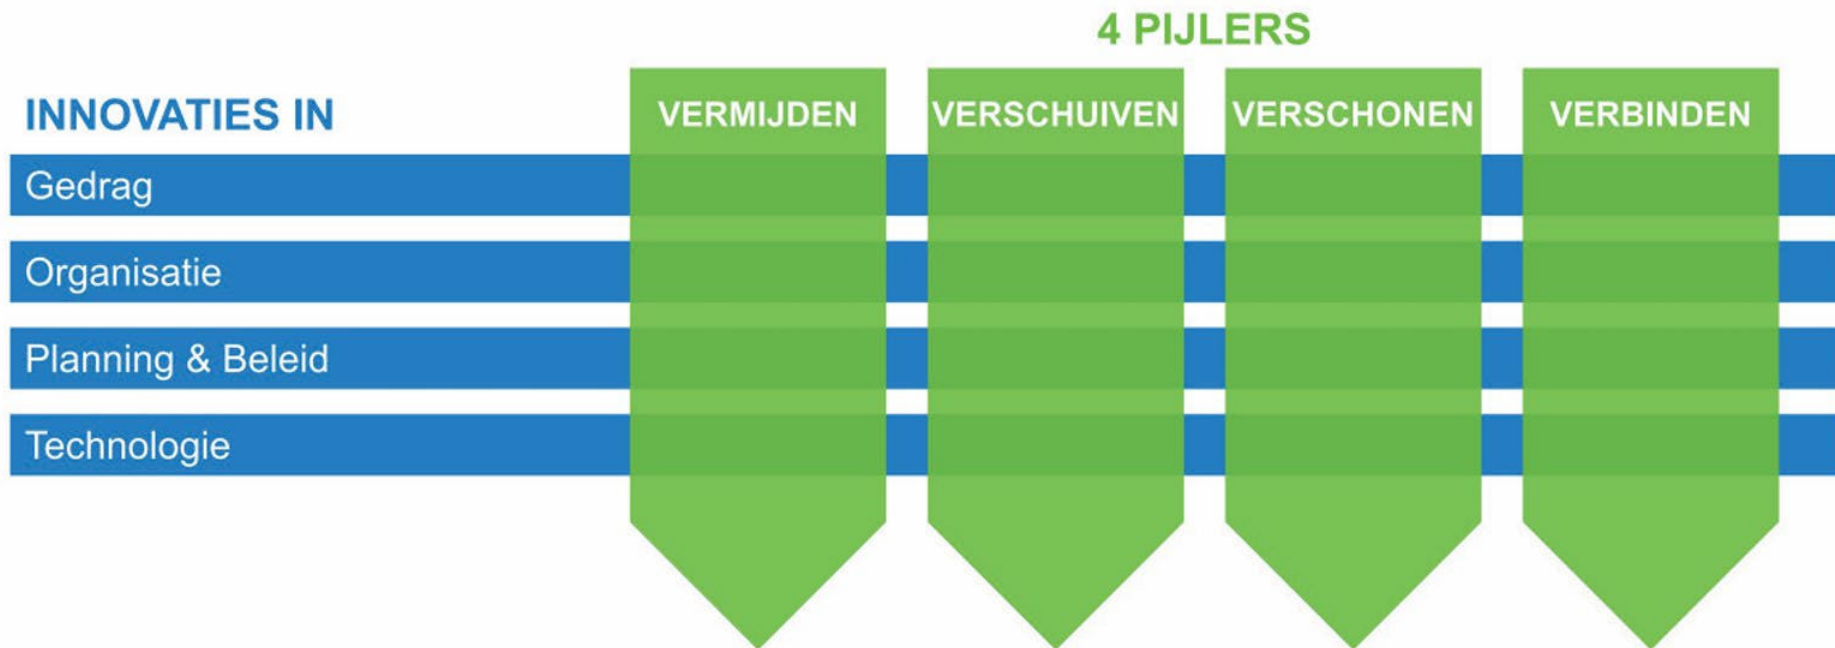 4 PIJLERS
INNOVATIES IN
VERMIJDEN
VERSCHUIVEN
VERSCHONEN
VERBINDEN
Gedrag
Organisatie
Planning & Beleid
Technologie